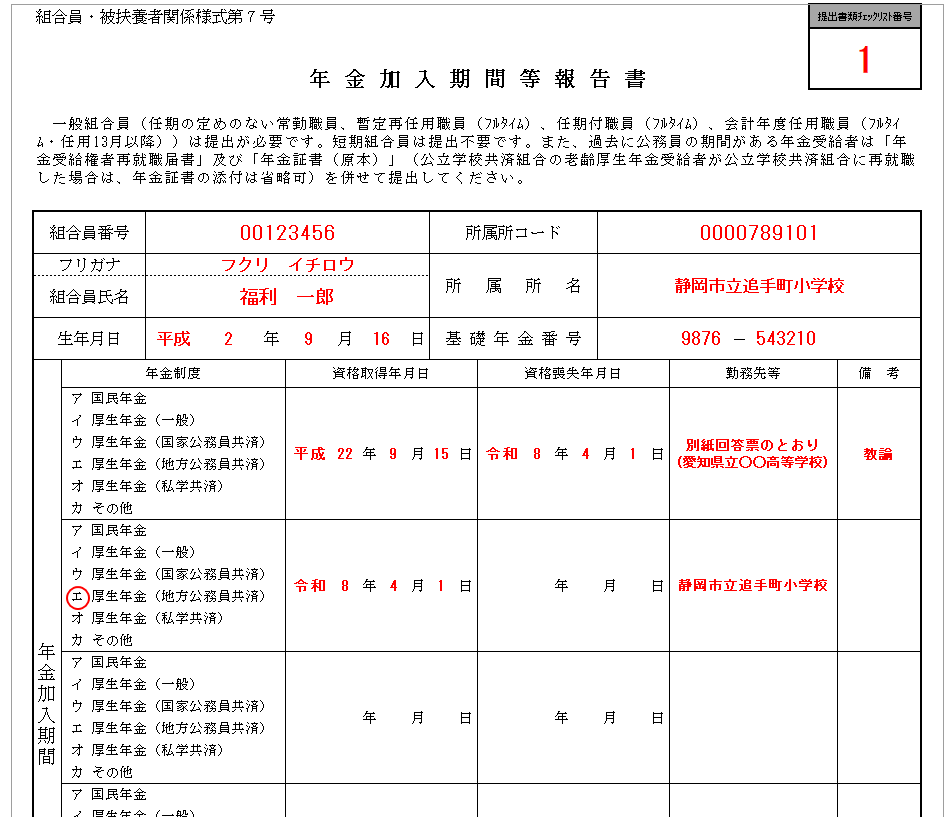 組合員・被扶養者関係様式第７号
提出書類ﾁｪｯｸﾘｽﾄ番号
1
年金加入期間等報告書
一般組合員（任期の定めのない常勤職員、暫定再任用職員（ﾌﾙﾀｲﾑ）、任期付職員（ﾌﾙﾀｲﾑ）、会計年度任用職員（ﾌﾙﾀｲ
ﾑ・任用13月以降））は提出が必要です。短期組合員は提出不要です。また、過去に公務員の期間がある年金受給者は「年
金受給権者再就職届書」及び「年金証書（原本）」（公立学校共済組合の老齢厚生年金受給者が公立学校共済組合に再就職
した場合は、年金証書の添付は省略可）を併せて提出してください。
組合員番号 00123456 所属所コード 0000789101
フリガナ フクリ　イチロウ
組合員氏名 福利　一郎 所属所名 静岡市立追手町小学校
生年月日 平成 2 年 9 月 16 日 基礎年金番号 9876 － 543210
年金加入期間
年金制度 資格取得年月日 資格喪失年月日 勤務先等 備考
ア 国民年金
イ 厚生年金（一般）
ウ 厚生年金（国家公務員共済）
エ 厚生年金（地方公務員共済）
オ 厚生年金（私学共済）
カ その他
平成 22 年 9 月 15 日 令和 8 年 4 月 1 日
別紙回答票のとおり
(愛知県立〇〇高等学校)
教諭
ア 国民年金
イ 厚生年金（一般）
ウ 厚生年金（国家公務員共済）
エ 厚生年金（地方公務員共済）
オ 厚生年金（私学共済）
カ その他
令和 8 年 4 月 1 日 年 月 日 静岡市立追手町小学校
ア 国民年金
イ 厚生年金（一般）
ウ 厚生年金（国家公務員共済）
エ 厚生年金（地方公務員共済）
オ 厚生年金（私学共済）
カ その他
年 月 日 年 月 日
ア 国民年金
イ 厚生年金（一般）